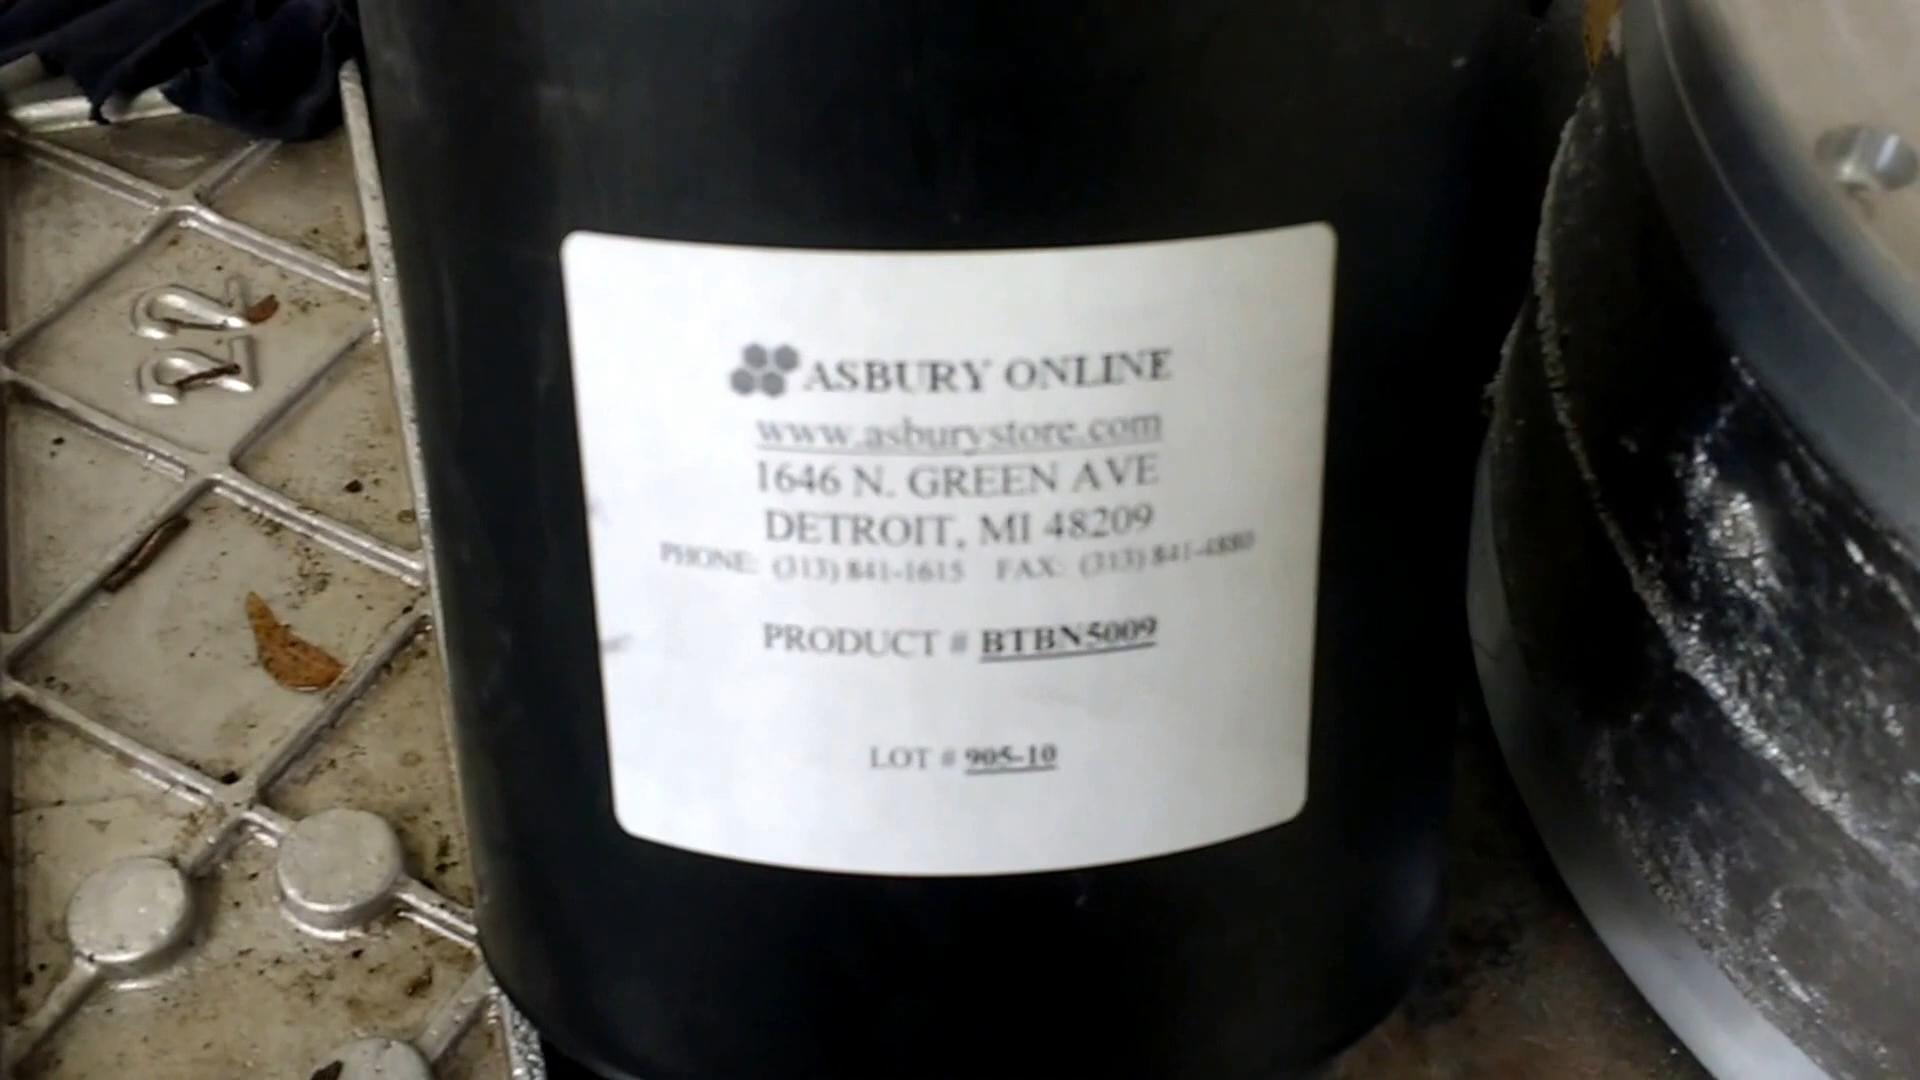 ASBURY ONLINE
www.asburystore.com
1646 N. GREEN AVE
DETROIT, MI 48209
PHONE: (313) 841-1615 FAX: (313) 841-4880
PRODUCT # BTBN5009
LOT # 905-10
22